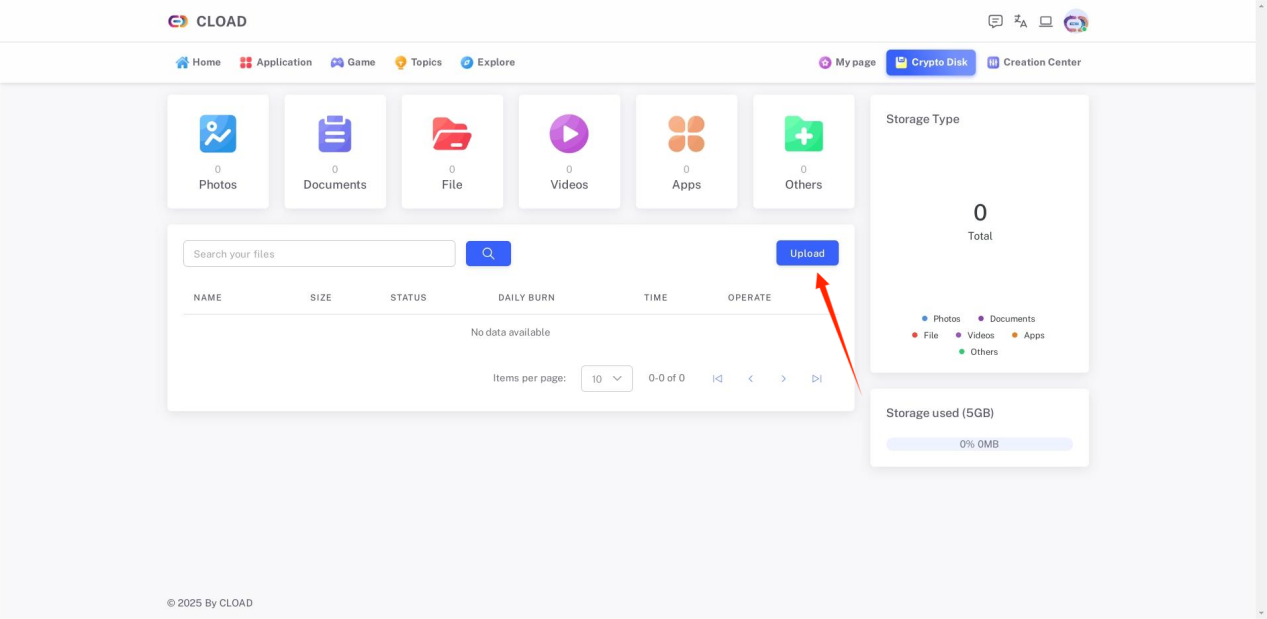 CLOAD
Home Application Game Topics Explore My page Crypto Disk Creation Center
0 0 0 0 0 0
Photos Documents File Videos Apps Others
Search your files Upload
NAME SIZE STATUS DAILY BURN TIME OPERATE
No data available
Items per page: 10 0-0 of 0
Storage Type
0
Total
Photos Documents
File Videos Apps
Others
Storage used (5GB)
0% 0MB
© 2025 By CLOAD